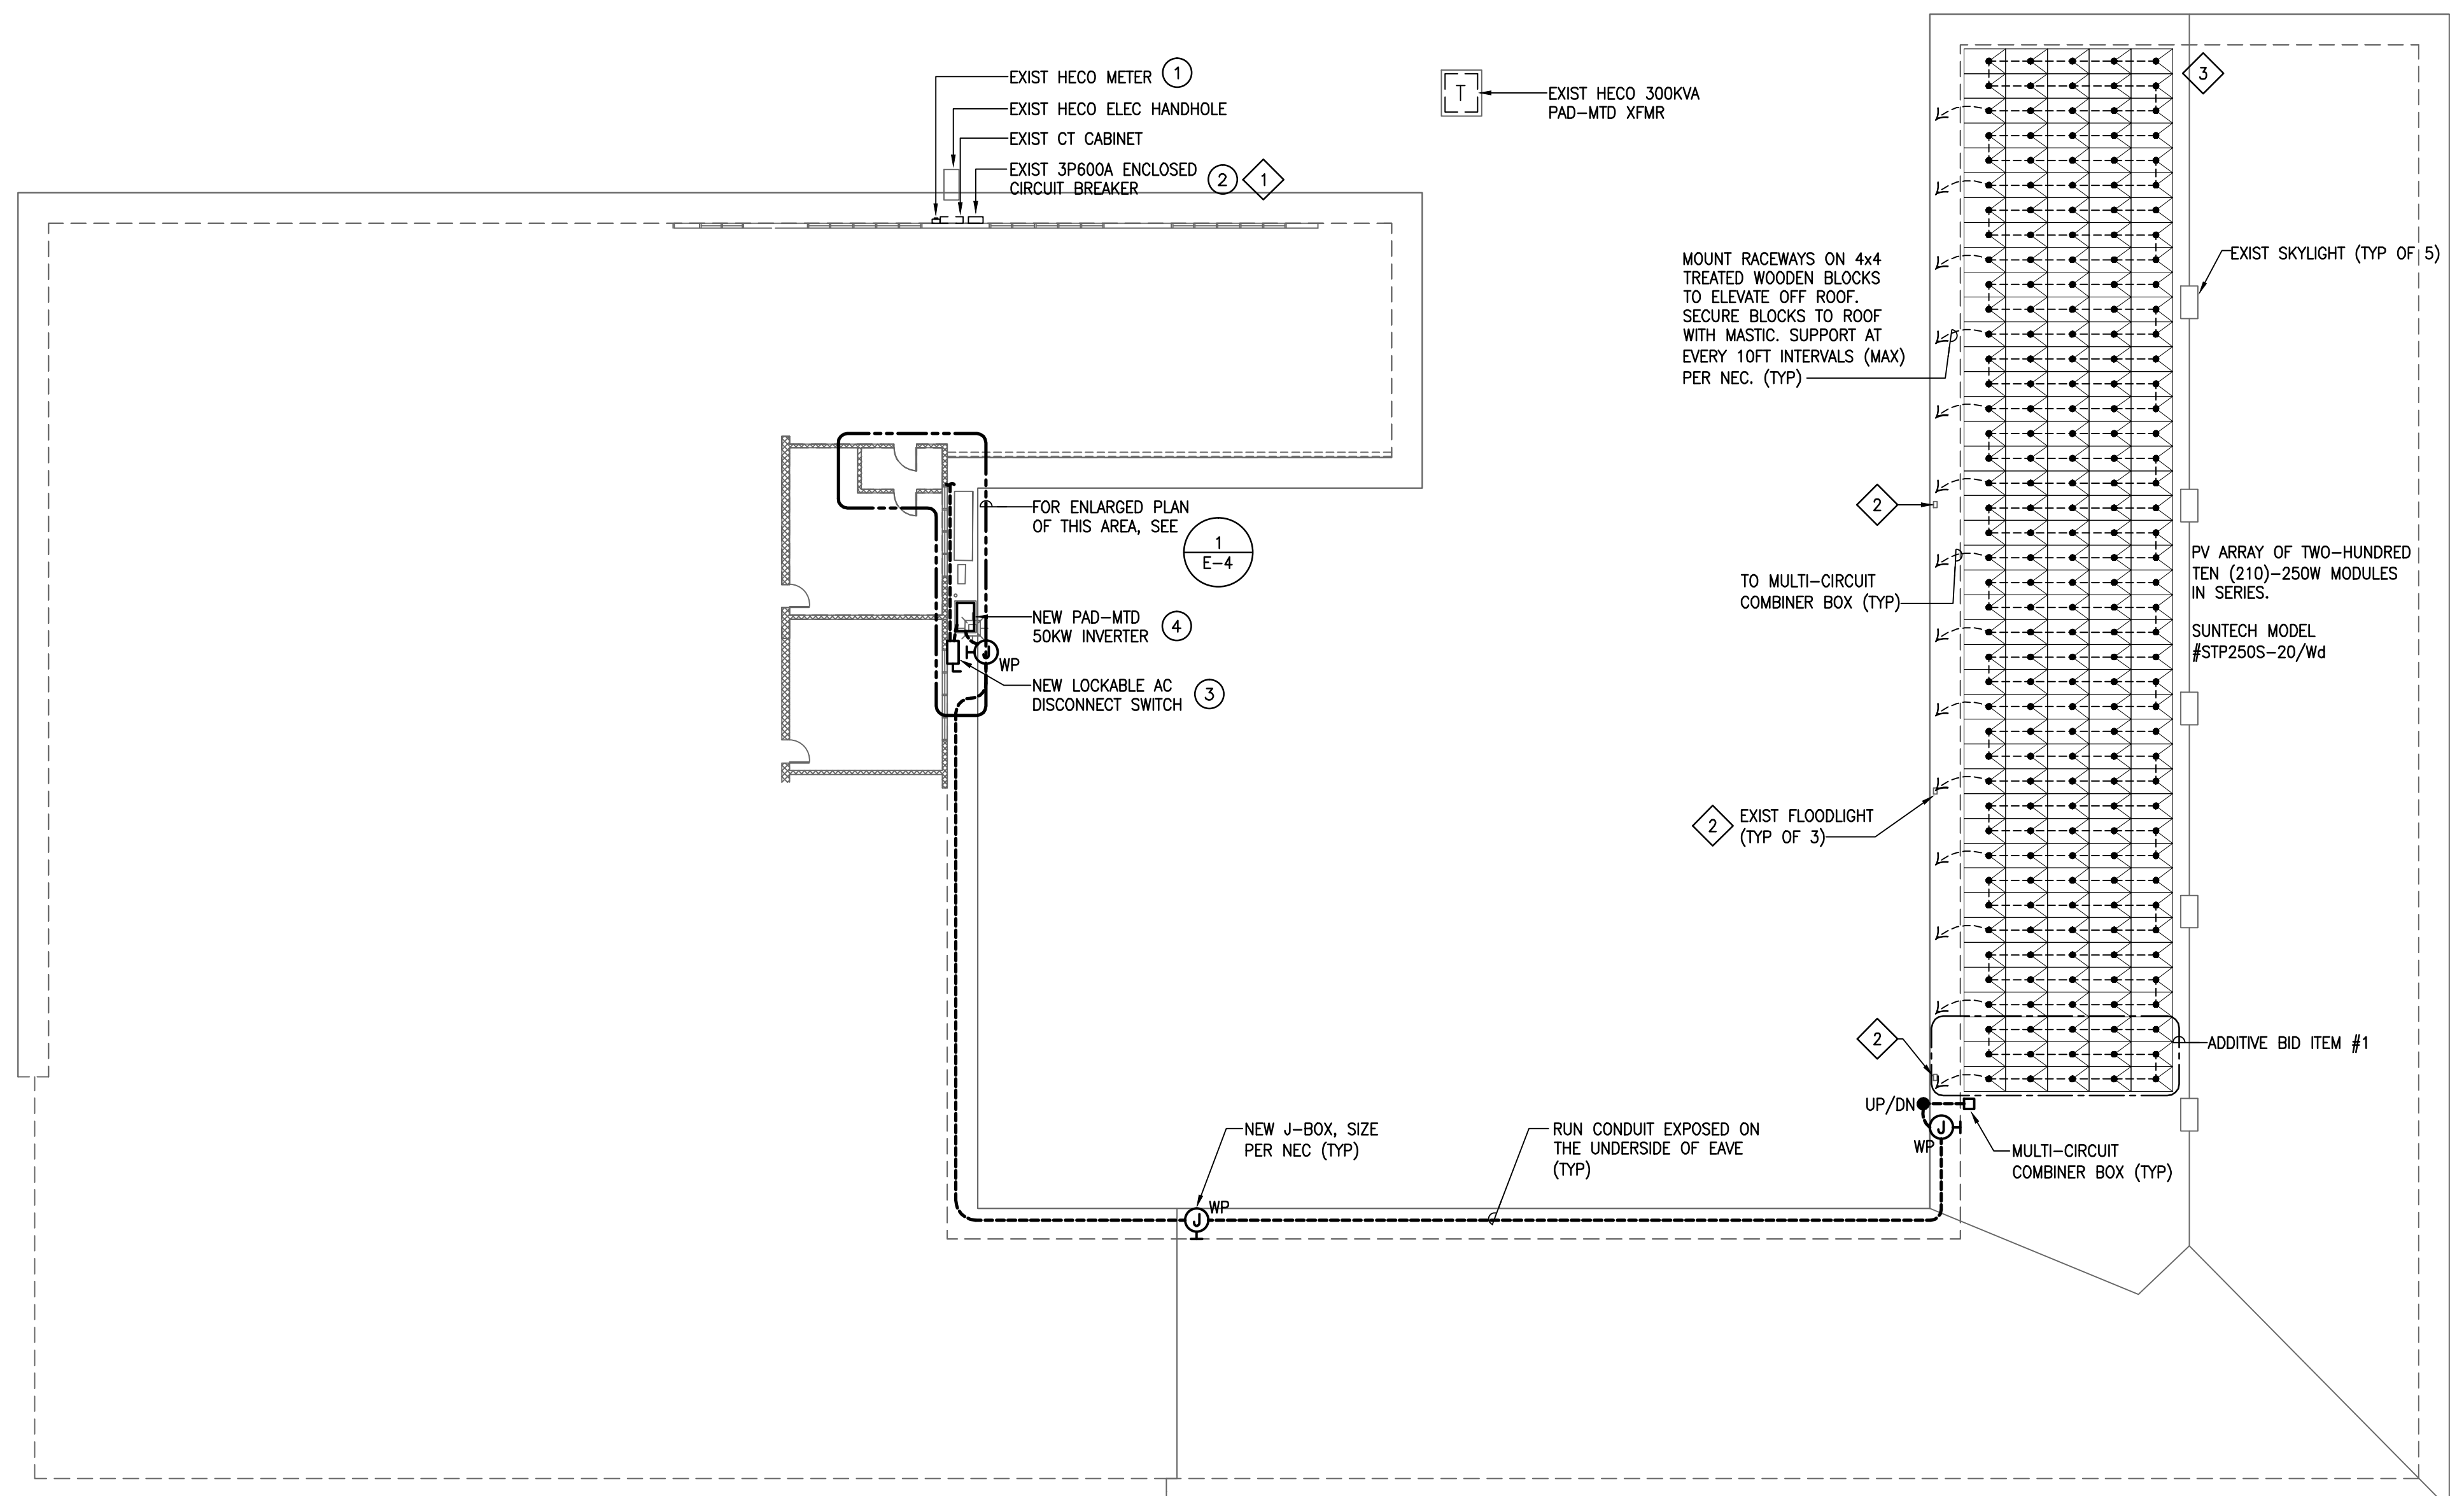 EXIST HECO METER
1
EXIST HECO ELEC HANDHOLE
EXIST CT CABINET
EXIST 3P600A ENCLOSED
CIRCUIT BREAKER
2
1
T
EXIST HECO 300KVA
PAD-MTD XFMR
3
EXIST SKYLIGHT (TYP OF 5)
MOUNT RACEWAYS ON 4x4
TREATED WOODEN BLOCKS
TO ELEVATE OFF ROOF.
SECURE BLOCKS TO ROOF
WITH MASTIC. SUPPORT AT
EVERY 10FT INTERVALS (MAX)
PER NEC. (TYP)
FOR ENLARGED PLAN
OF THIS AREA, SEE
1
E-4
2
TO MULTI-CIRCUIT
COMBINER BOX (TYP)
PV ARRAY OF TWO-HUNDRED
TEN (210)-250W MODULES
IN SERIES.
SUNTECH MODEL
#STP250S-20/Wd
NEW PAD-MTD
50KW INVERTER
4
J
WP
NEW LOCKABLE AC
DISCONNECT SWITCH
3
2
EXIST FLOODLIGHT
(TYP OF 3)
2
ADDITIVE BID ITEM #1
UP/DN
J
WP
MULTI-CIRCUIT
COMBINER BOX (TYP)
NEW J-BOX, SIZE
PER NEC (TYP)
RUN CONDUIT EXPOSED ON
THE UNDERSIDE OF EAVE
(TYP)
J
WP